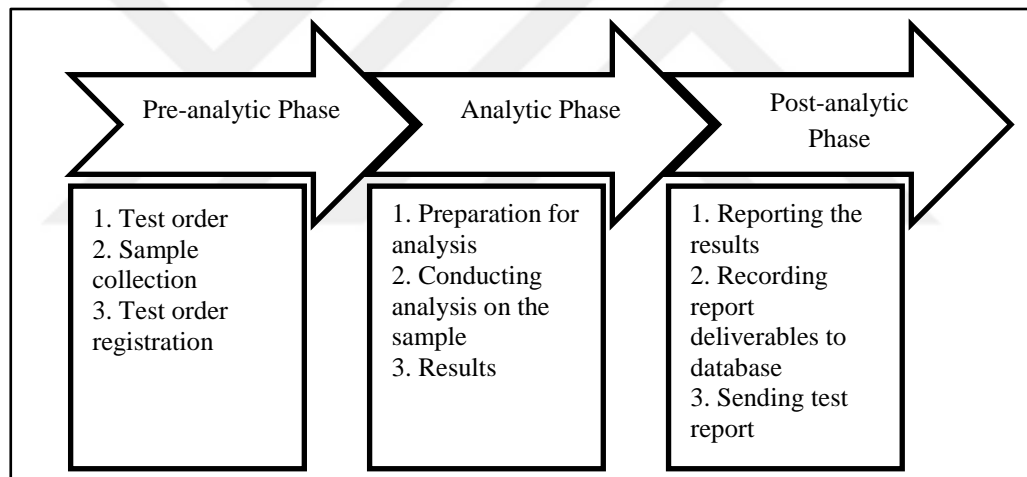 Pre-analytic Phase
Analytic Phase
Post-analytic
Phase
1. Test order
2. Sample
collection
3. Test order
registration
1. Preparation for
analysis
2. Conducting
analysis on the
sample
3. Results
1. Reporting the
results
2. Recording
report
deliverables to
database
3. Sending test
report